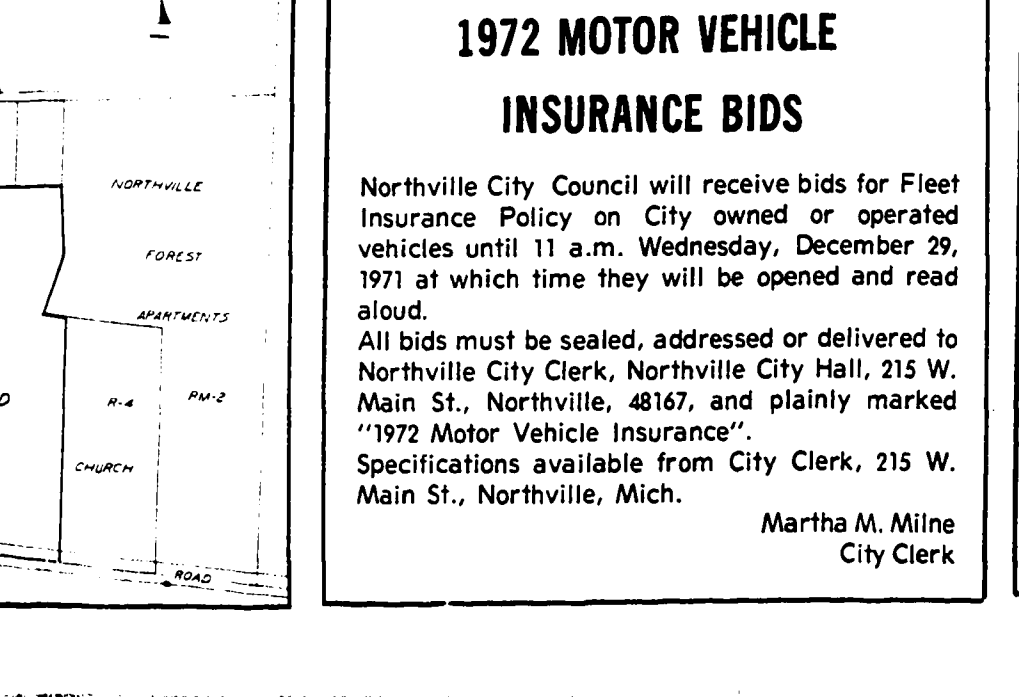 1972 MOTOR VEHICLE
INSURANCE BIDS
Northville City Council will receive bids for Fleet
Insurance Policy on City owned or operated
vehicles until 11 a.m. Wednesday, December 29,
1971 at which time they will be opened and read
aloud.
All bids must be sealed, addressed or delivered to
Northville City Clerk, Northville City Hall, 215 W.
Main St., Northville, 48167, and plainly marked
"1972 Motor Vehicle Insurance".
Specifications available from City Clerk, 215 W.
Main St., Northville, Mich.
Martha M. Milne
City Clerk
NORTHVILLE
FOREST
APARTMENTS
R-4
RM-2
CHURCH
ROAD